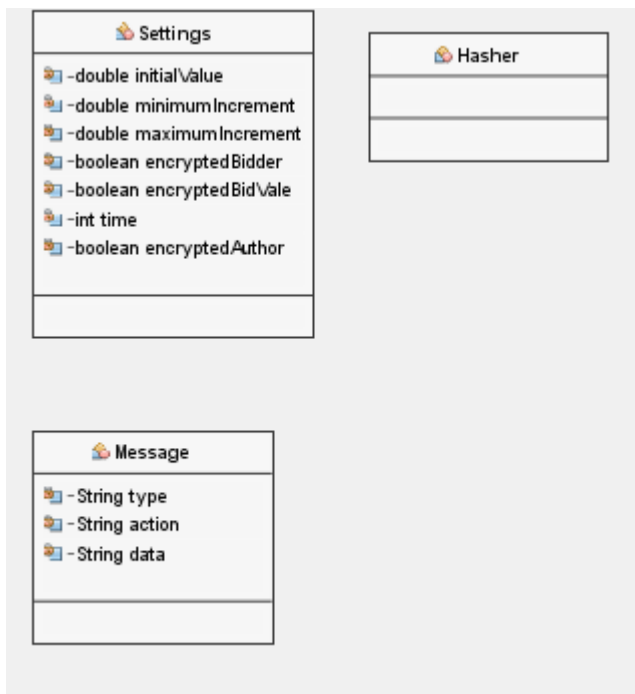 Settings
-double initialValue
-double minimumIncrement
-double maximumIncrement
-boolean encryptedBidder
-boolean encryptedBidVale
-int time
-boolean encryptedAuthor
Hasher
Message
-String type
-String action
-String data